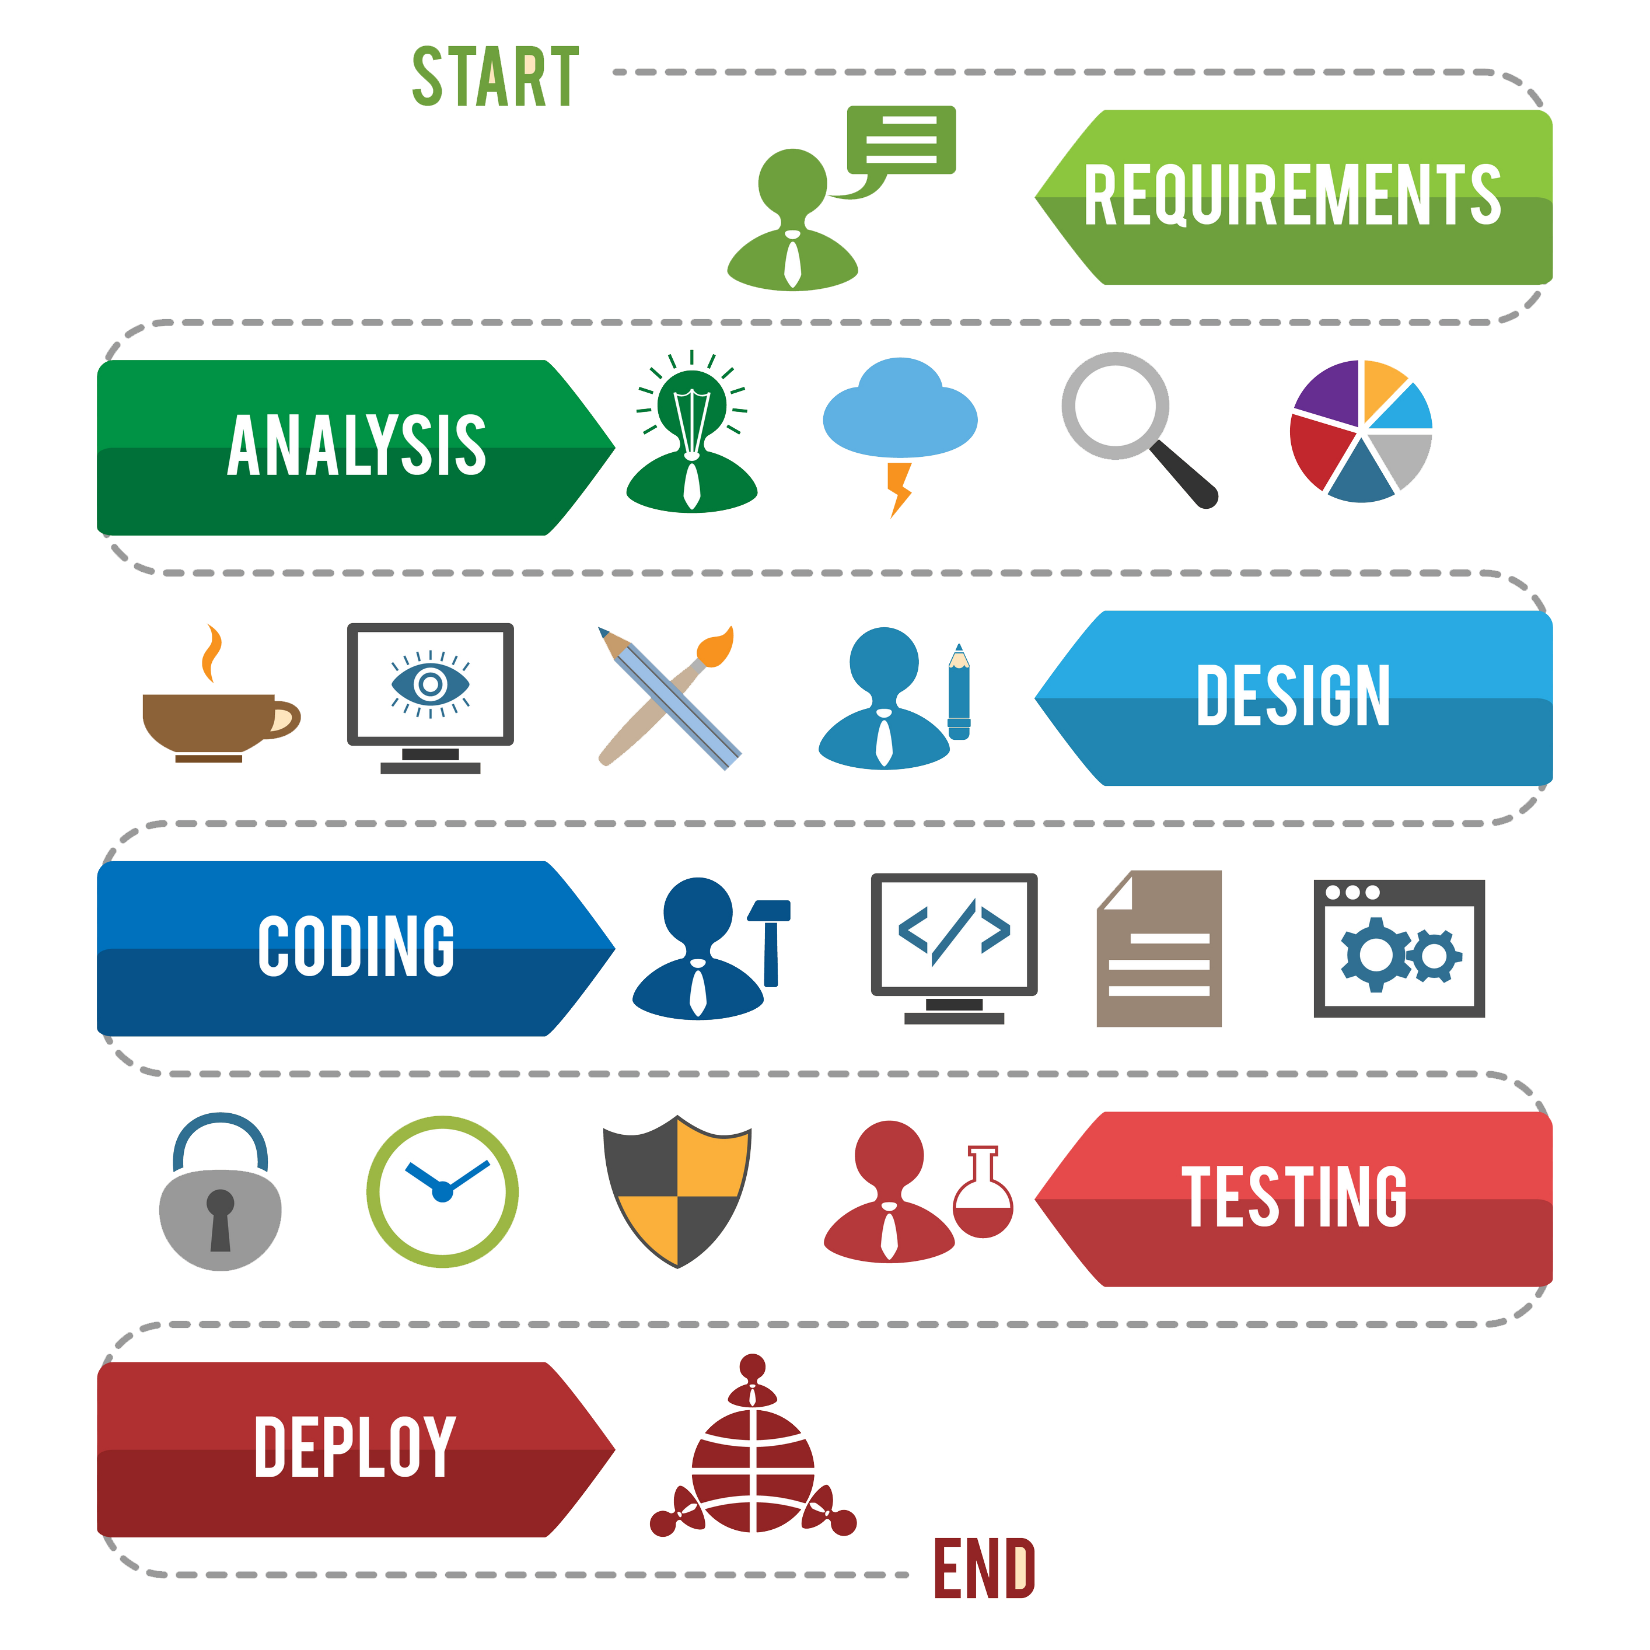 START
REQUIREMENTS
ANALYSIS
DESIGN
CODING
</>
TESTING
DEPLOY
END